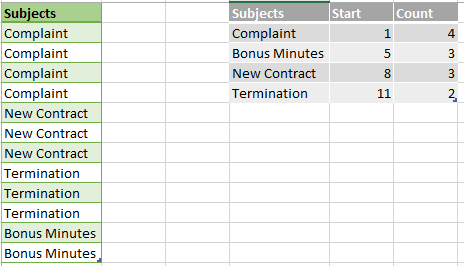 Subjects Subjects Start Count
Complaint Complaint 1 4
Complaint Bonus Minutes 5 3
Complaint New Contract 8 3
Complaint Termination 11 2
New Contract
New Contract
New Contract
Termination
Termination
Termination
Bonus Minutes
Bonus Minutes